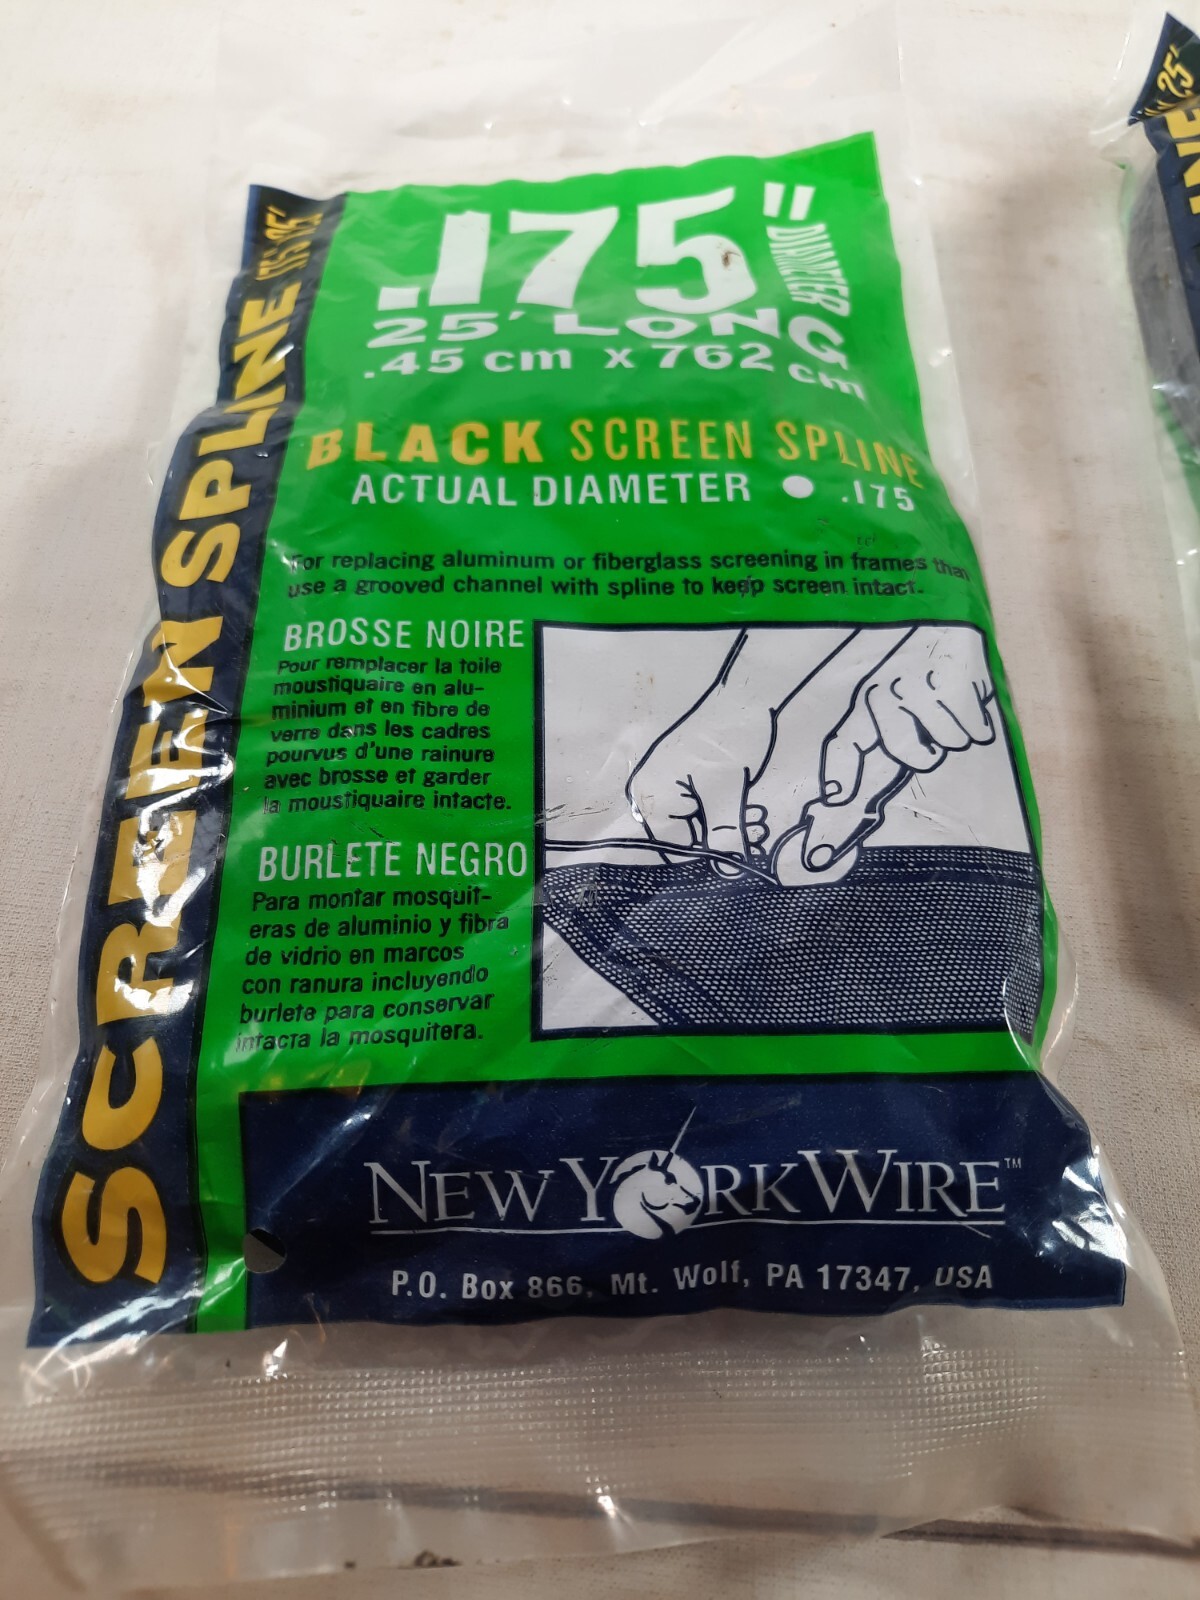 .175"
DIAMETER
25' LONG
.45 cm x 762 cm
BLACK SCREEN SPLINE
ACTUAL DIAMETER ● .175
For replacing aluminum or fiberglass screening in frames that
use a grooved channel with spline to keep screen intact.
BROSSE NOIRE
Pour remplacer la toile
moustiquaire en alu-
minium et en fibre de
verre dans les cadres
pourvus d'une rainure
avec brosse et garder
la moustiquaire intacte.
BURLETE NEGRO
Para montar mosquit-
eras de aluminio y fibra
de vidrio en marcos
con ranura incluyendo
burlete para conservar
intacta la mosquitera.
SCREEN SPLINE
NEW YORK WIRE™
P.O. Box 866, Mt. Wolf, PA 17347, USA
25'